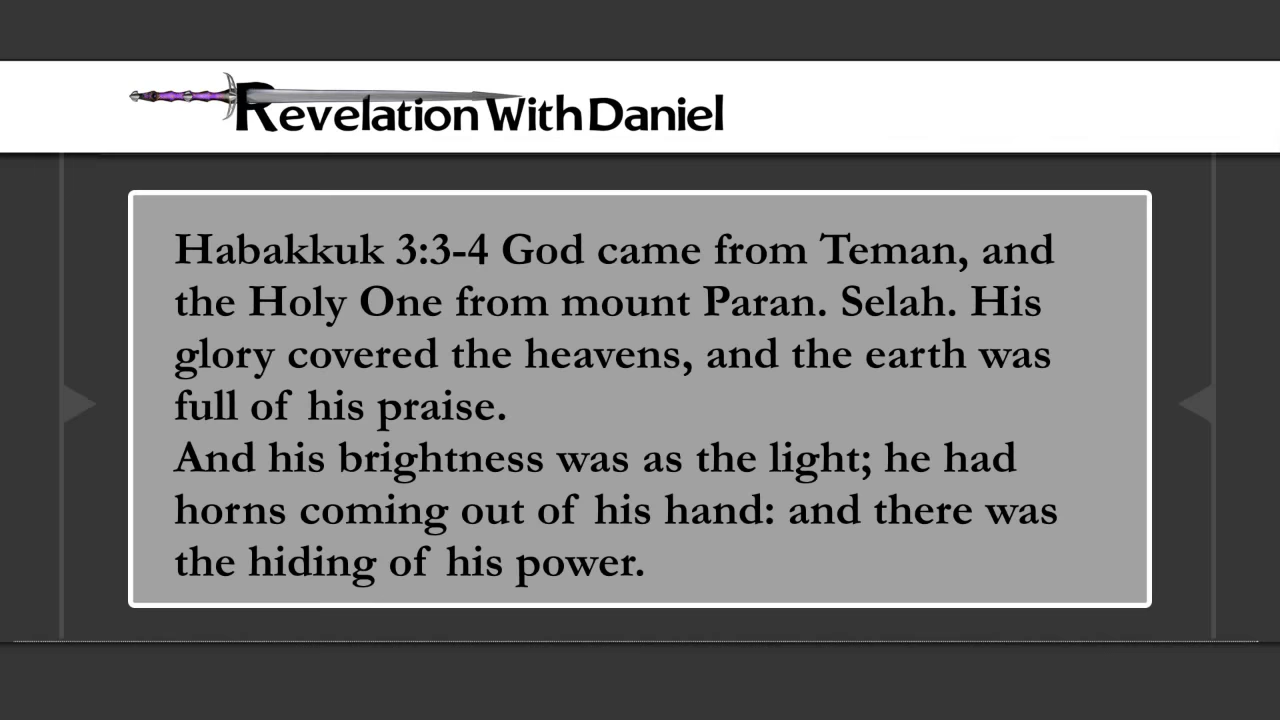 Revelation With Daniel
Habakkuk 3:3-4 God came from Teman, and
the Holy One from mount Paran. Selah. His
glory covered the heavens, and the earth was
full of his praise.
And his brightness was as the light; he had
horns coming out of his hand: and there was
the hiding of his power.